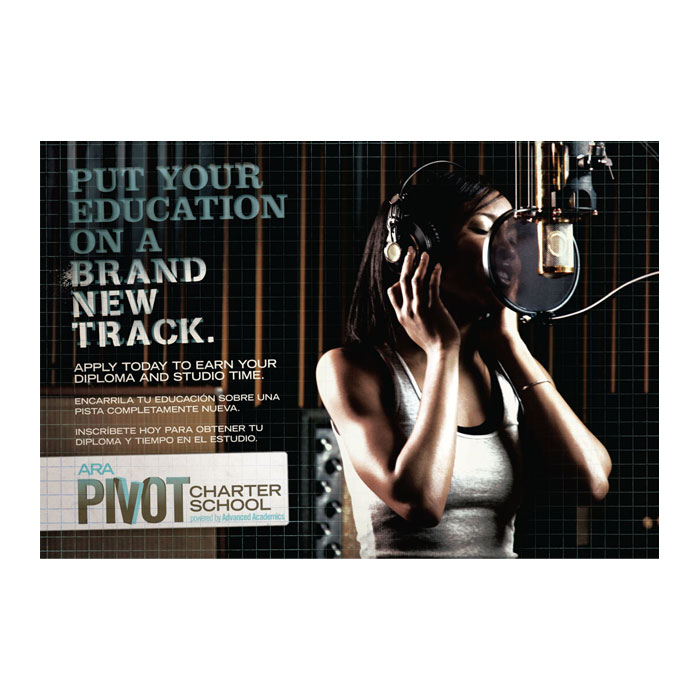 PUT YOUR
EDUCATION
ON A
BRAND
NEW
TRACK.
APPLY TODAY TO EARN YOUR
DIPLOMA AND STUDIO TIME.
ENCARRILA TU EDUCACIÓN SOBRE UNA
PISTA COMPLETAMENTE NUEVA.
INSCRÍBETE HOY PARA OBTENER TU
DIPLOMA Y TIEMPO EN EL ESTUDIO.
ARA
PIVOT CHARTER
SCHOOL
powered by Advanced Academics